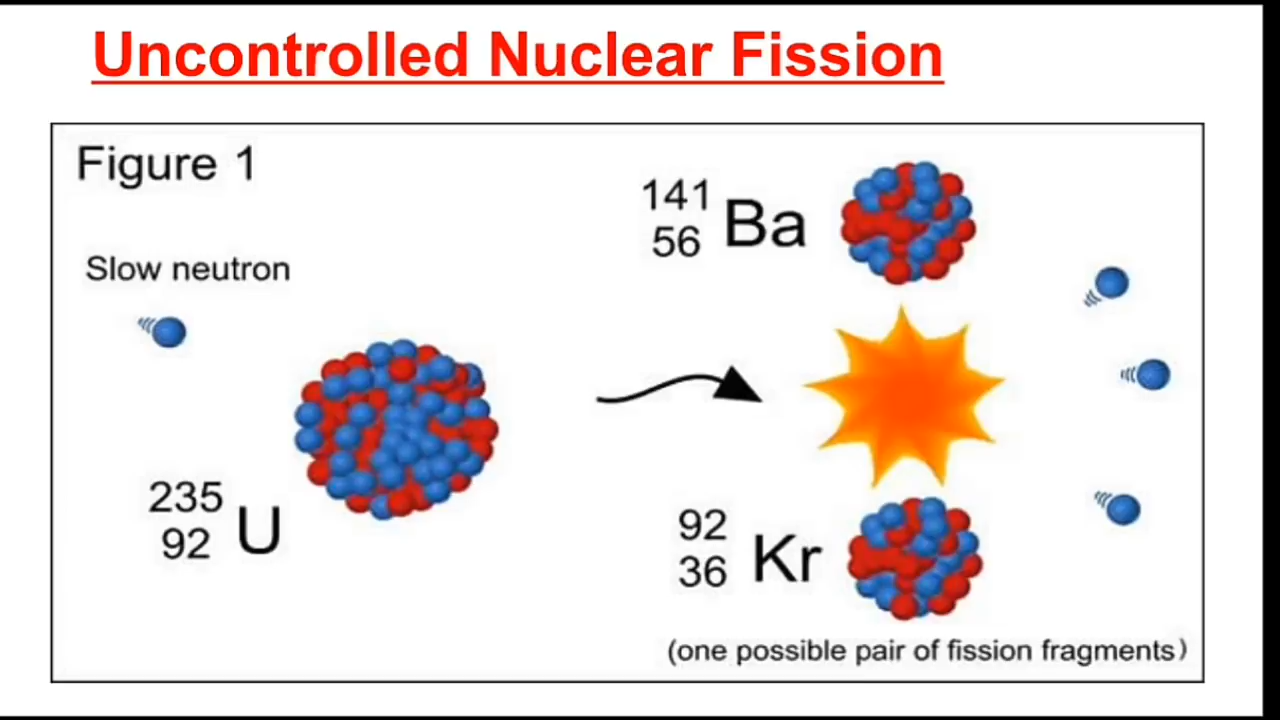 Uncontrolled Nuclear Fission
Figure 1
Slow neutron
235
92 U
141
56 Ba
92
36 Kr
(one possible pair of fission fragments)